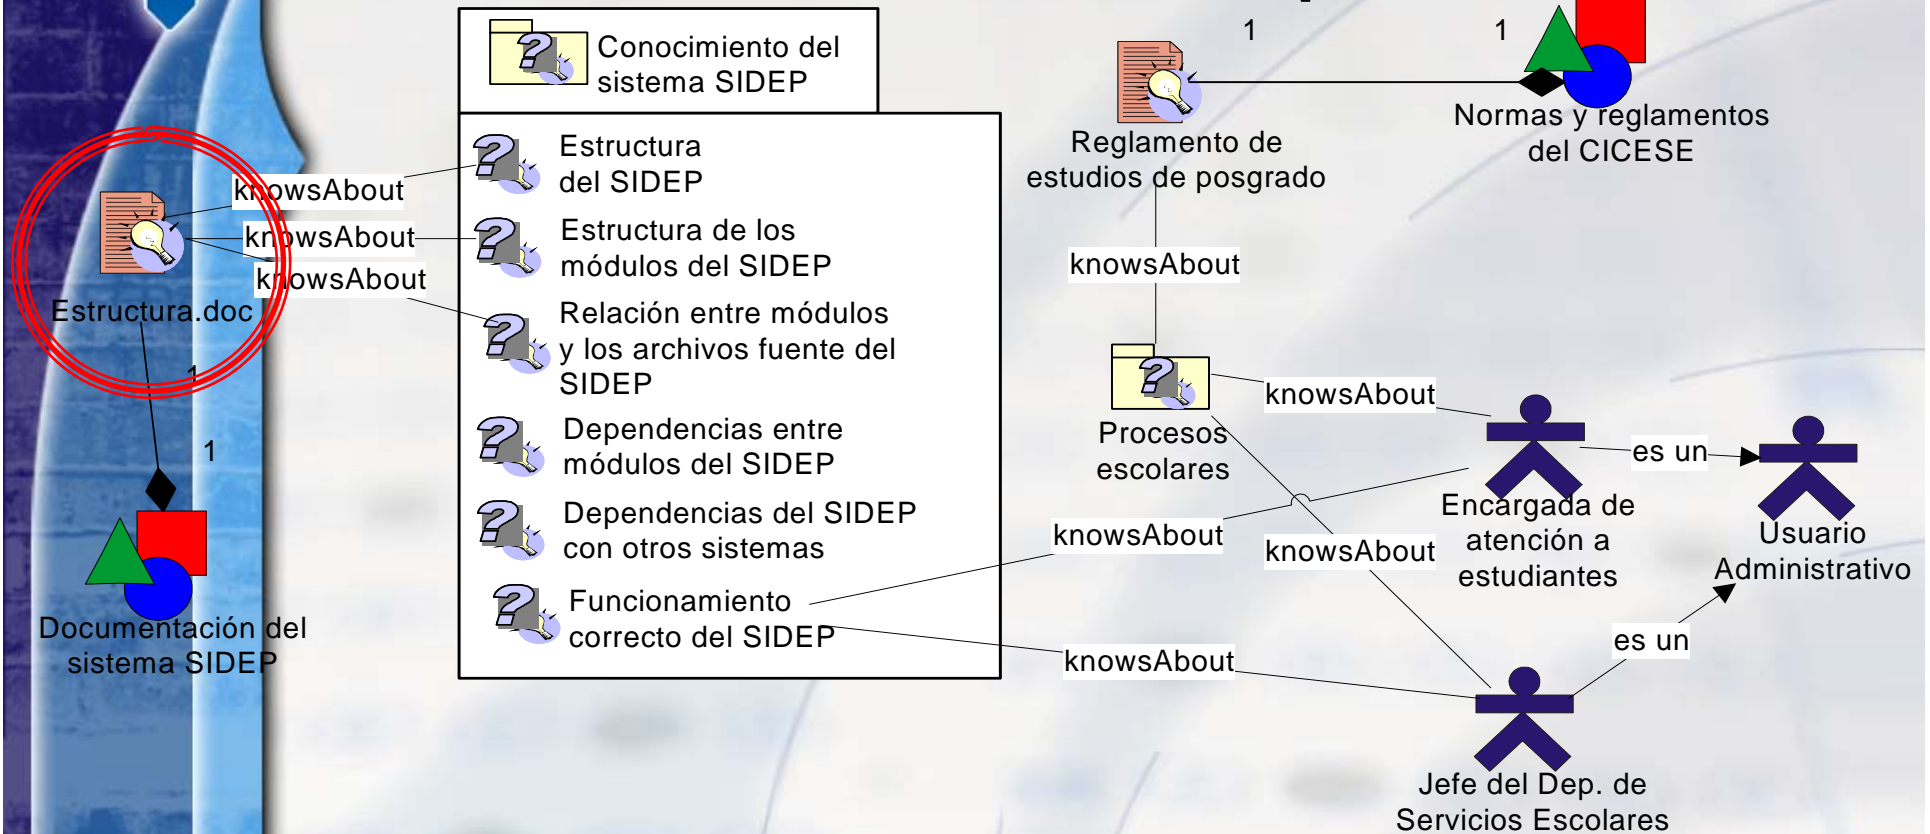 Conocimiento del
sistema SIDEP
Estructura
del SIDEP
Estructura de los
módulos del SIDEP
Relación entre módulos
y los archivos fuente del
SIDEP
Dependencias entre
módulos del SIDEP
Dependencias del SIDEP
con otros sistemas
Funcionamiento
correcto del SIDEP
knowsAbout
knowsAbout
knowsAbout
Estructura.doc
1
1
Documentación del
sistema SIDEP
1
1
Reglamento de
estudios de posgrado
Normas y reglamentos
del CICESE
knowsAbout
Procesos
escolares
knowsAbout
knowsAbout
knowsAbout
knowsAbout
Encargada de
atención a
estudiantes
es un
Usuario
Administrativo
es un
Jefe del Dep. de
Servicios Escolares